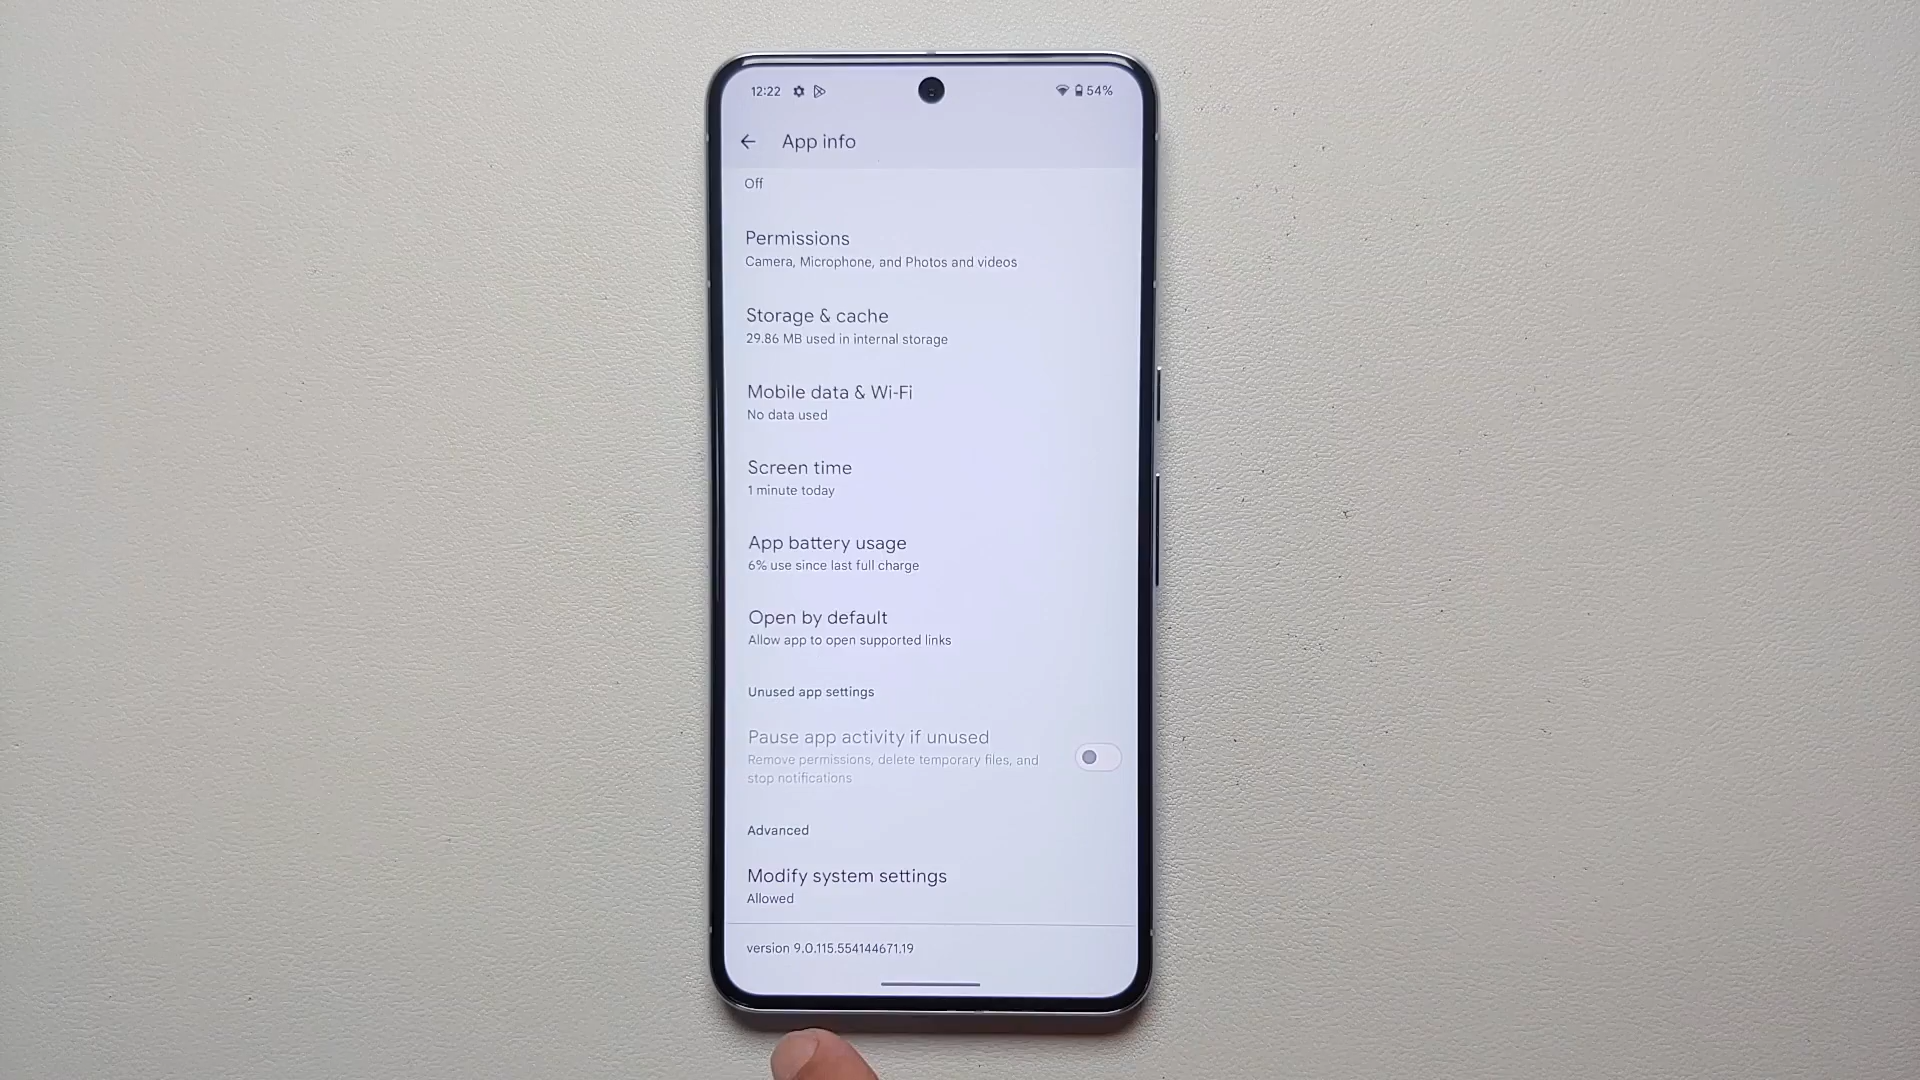 12:22 54%
App info
Off
Permissions
Camera, Microphone, and Photos and videos
Storage & cache
29.86 MB used in internal storage
Mobile data & Wi-Fi
No data used
Screen time
1 minute today
App battery usage
6% use since last full charge
Open by default
Allow app to open supported links
Unused app settings
Pause app activity if unused
Remove permissions, delete temporary files, and
stop notifications
Advanced
Modify system settings
Allowed
version 9.0.115.554144671.19